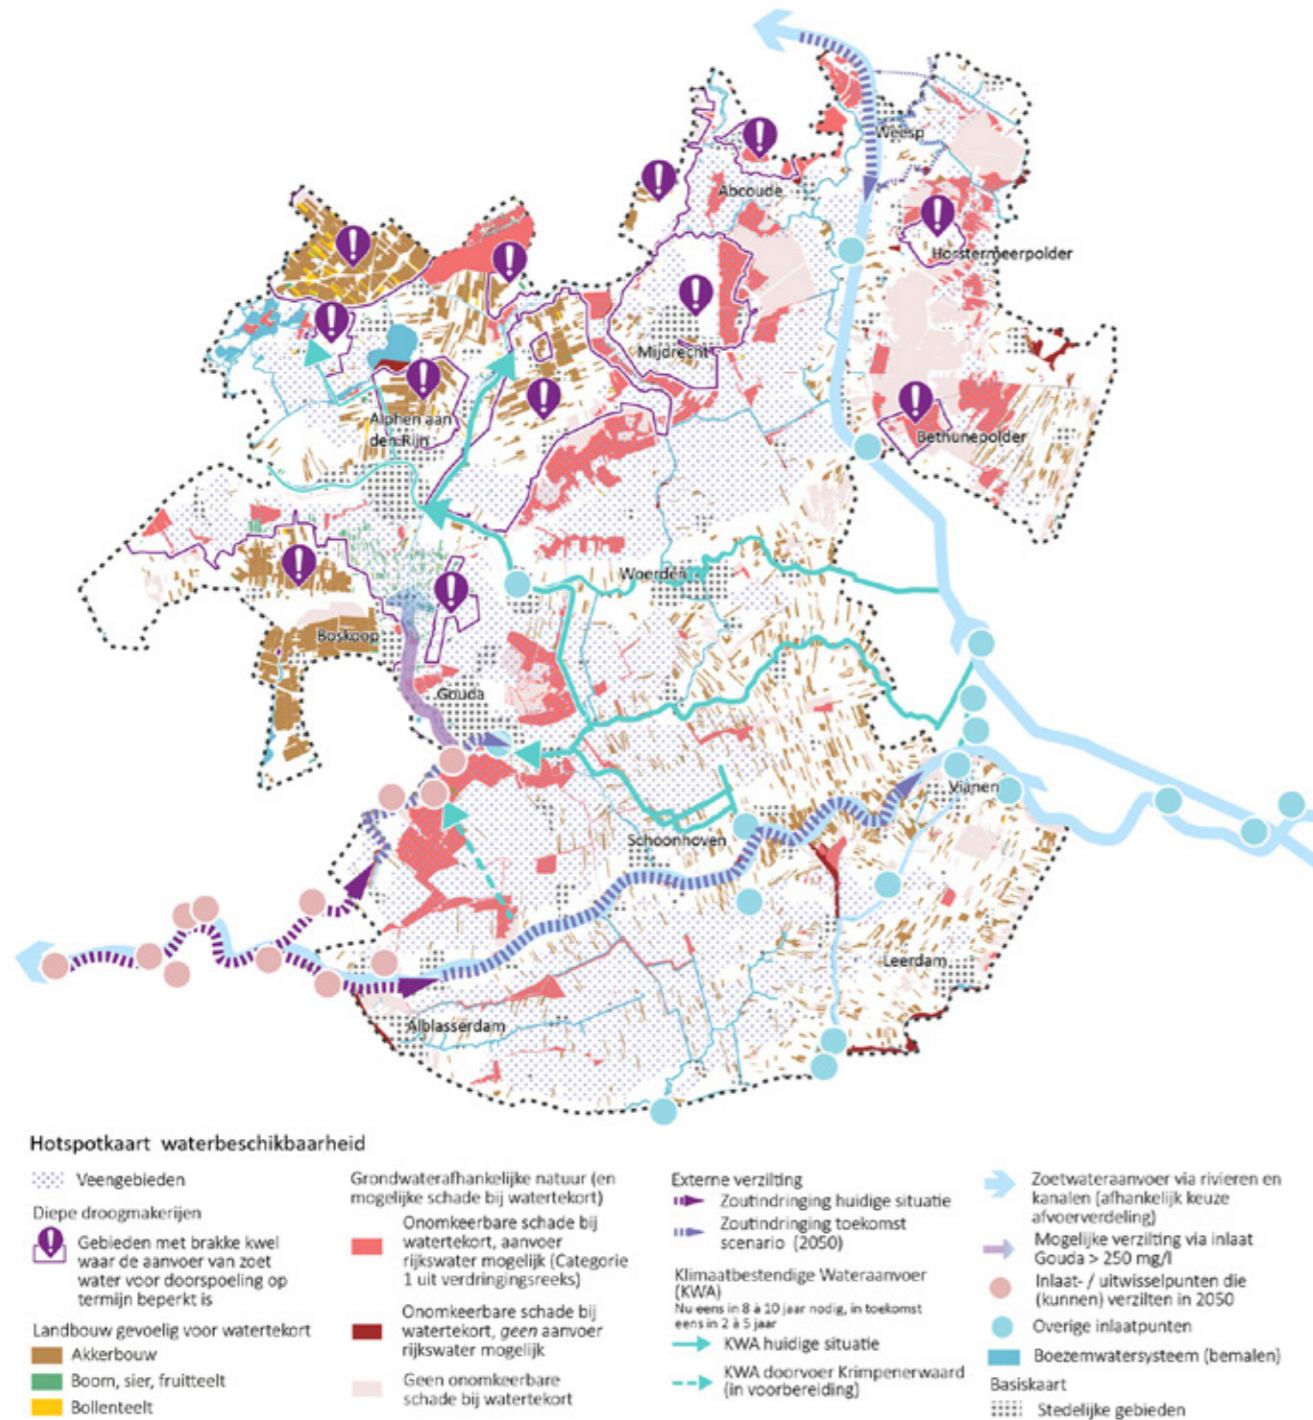 Weesp
Abcoude
Horstermeerpolder
Mijdrecht
Alphen aan
den Rijn
Bethunepolder
Woerden
Boskoop
Gouda
Vianen
Schoonhoven
Leerdam
Alblasserdam
Hotspotkaart waterbeschikbaarheid
Veengebieden
Diepe droogmakerijen
Gebieden met brakke kwel
waar de aanvoer van zoet
water voor doorspoeling op
termijn beperkt is
Landbouw gevoelig voor watertekort
Akkerbouw
Boom, sier, fruitteelt
Bollenteelt
Grondwaterafhankelijke natuur (en
mogelijke schade bij watertekort)
Onomkeerbare schade bij
watertekort, aanvoer
rijkswater mogelijk (Categorie
1 uit verdringingsreeks)
Onomkeerbare schade bij
watertekort, geen aanvoer
rijkswater mogelijk
Geen onomkeerbare
schade bij watertekort
Externe verzilting
Zoutindringing huidige situatie
Zoutindringing toekomst
scenario (2050)
Klimaatbestendige Wateraanvoer
(KWA)
Nu eens in 8 à 10 jaar nodig, in toekomst
eens in 2 à 5 jaar
KWA huidige situatie
KWA doorvoer Krimpenerwaard
(in voorbereiding)
Zoetwateraanvoer via rivieren en
kanalen (afhankelijk keuze
afvoerverdeling)
Mogelijke verzilting via inlaat
Gouda > 250 mg/l
Inlaat- / uitwisselpunten die
(kunnen) verzilten in 2050
Overige inlaatpunten
Boezemwatersysteem (bemalen)
Basiskaart
Stedelijke gebieden